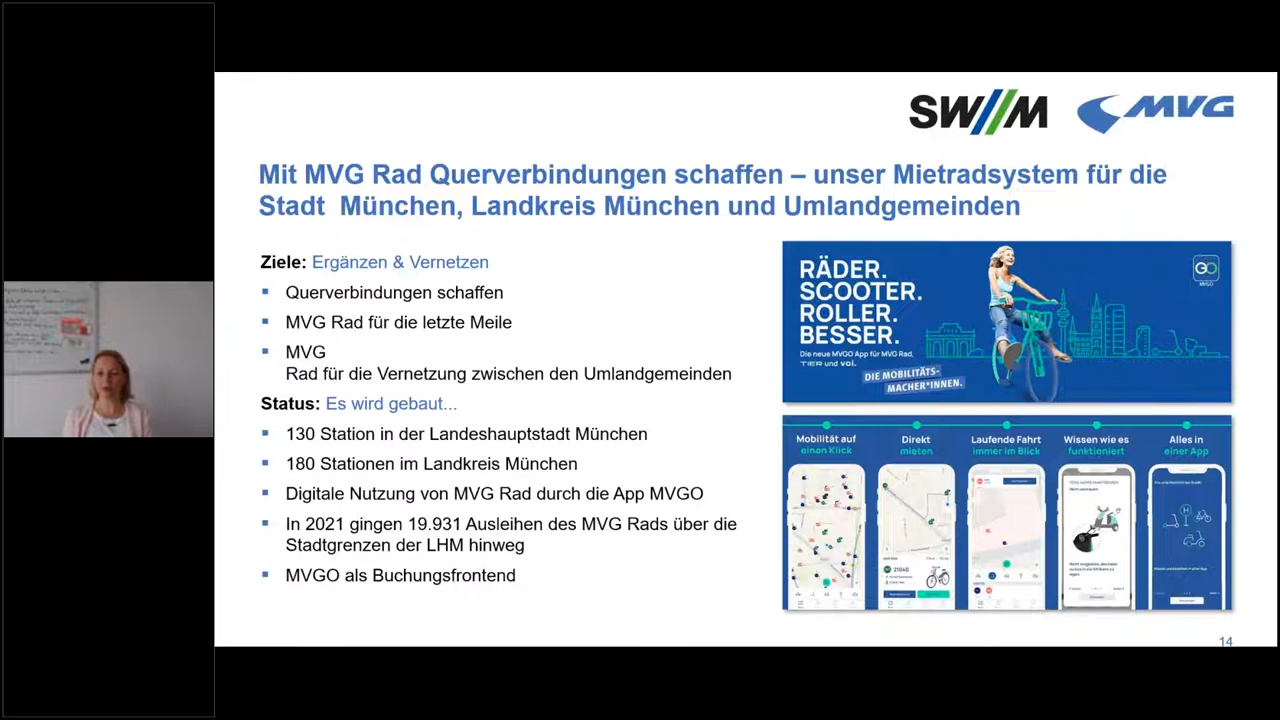 SW//M MVG
Mit MVG Rad Querverbindungen schaffen – unser Mietradsystem für die
Stadt München, Landkreis München und Umlandgemeinden
Ziele: Ergänzen & Vernetzen
Querverbindungen schaffen
MVG Rad für die letzte Meile
MVG
Rad für die Vernetzung zwischen den Umlandgemeinden
Status: Es wird gebaut...
130 Station in der Landeshauptstadt München
180 Stationen im Landkreis München
Digitale Nutzung von MVG Rad durch die App MVGO
In 2021 gingen 19.931 Ausleihen des MVG Rads über die
Stadtgrenzen der LHM hinweg
MVGO als Buchungsfrontend
RÄDER.
SCOOTER.
ROLLER.
BESSER.
Die neue MVGO App für MVG Rad,
TIER und voi.
DIE MOBILITÄTS-
MACHER*INNEN.
GO
MVGO
Mobilität auf
einen Klick
Direkt
mieten
Laufende Fahrt
immer im Blick
Wissen wie es
funktioniert
Alles in
einer App
21040
14